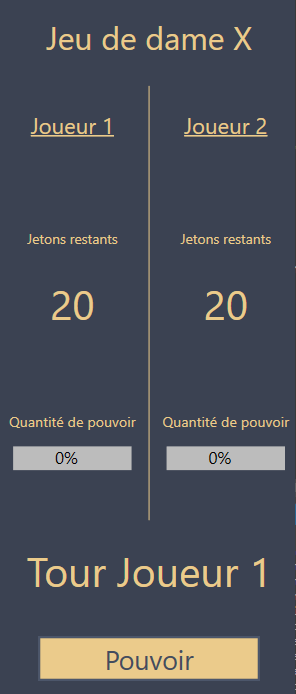 Jeu de dame X
Joueur 1
Joueur 2
Jetons restants
Jetons restants
20
20
Quantité de pouvoir
Quantité de pouvoir
0%
0%
Tour Joueur 1
Pouvoir